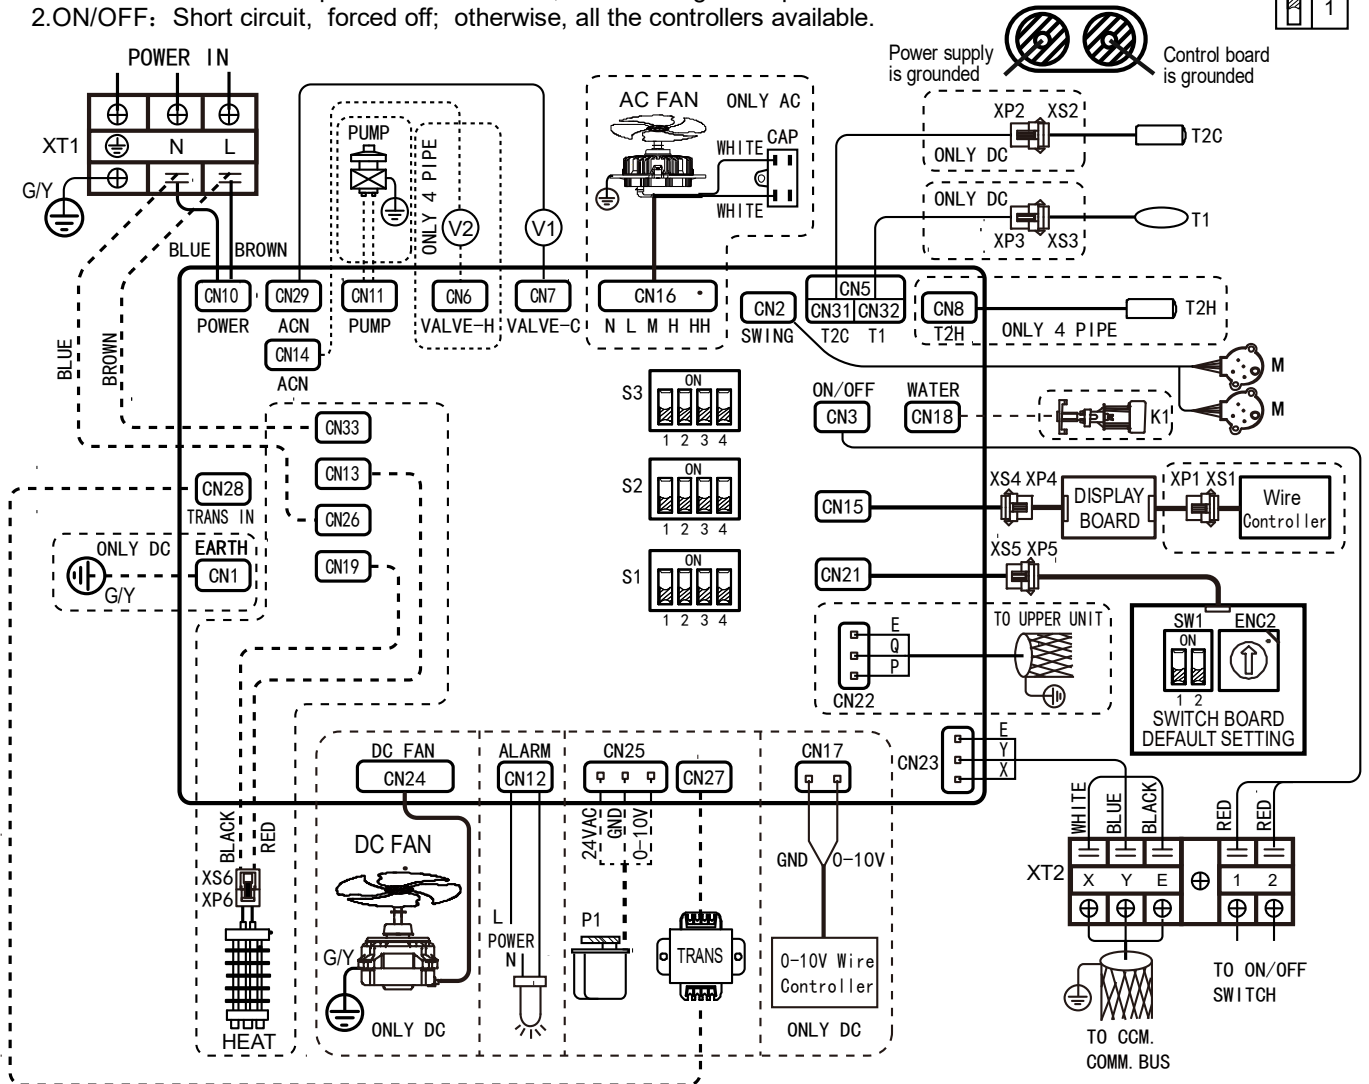 2.ON/OFF: Short circuit, forced off; otherwise, all the controllers available.
1
POWER IN
XT1
N
L
G/Y
BLUE
BROWN
BLUE
BROWN
PUMP
ONLY 4 PIPE
V2
V1
AC FAN
ONLY AC
CAP
WHITE
WHITE
Power supply
is grounded
Control board
is grounded
XP2 XS2
ONLY DC
T2C
ONLY DC
XP3 XS3
T1
CN10
POWER
CN29
ACN
CN14
ACN
CN11
PUMP
CN6
VALVE-H
CN7
VALVE-C
CN16
N L M H HH
CN2
SWING
CN5
CN31 CN32
T2C T1
CN8
T2H
T2H
ONLY 4 PIPE
M
M
S3
ON
1 2 3 4
S2
ON
1 2 3 4
S1
ON
1 2 3 4
ON/OFF
CN3
WATER
CN18
K1
CN33
CN13
CN26
CN19
CN28
TRANS IN
ONLY DC
EARTH
CN1
G/Y
CN15
XS4 XP4
DISPLAY
BOARD
XP1 XS1
Wire
Controller
CN21
XS5 XP5
SW1
ENC2
ON
1 2
SWITCH BOARD
DEFAULT SETTING
E
Q
P
CN22
TO UPPER UNIT
CN23
E
Y
X
DC FAN
CN24
ALARM
CN12
CN25
CN27
CN17
24VAC
GND
0-10V
GND
0-10V
BLACK
RED
XS6
XP6
HEAT
DC FAN
G/Y
ONLY DC
L
POWER
N
P1
TRANS
0-10V Wire
Controller
ONLY DC
WHITE
BLUE
BLACK
RED
RED
XT2
X
Y
E
1
2
TO ON/OFF
SWITCH
TO CCM.
COMM. BUS